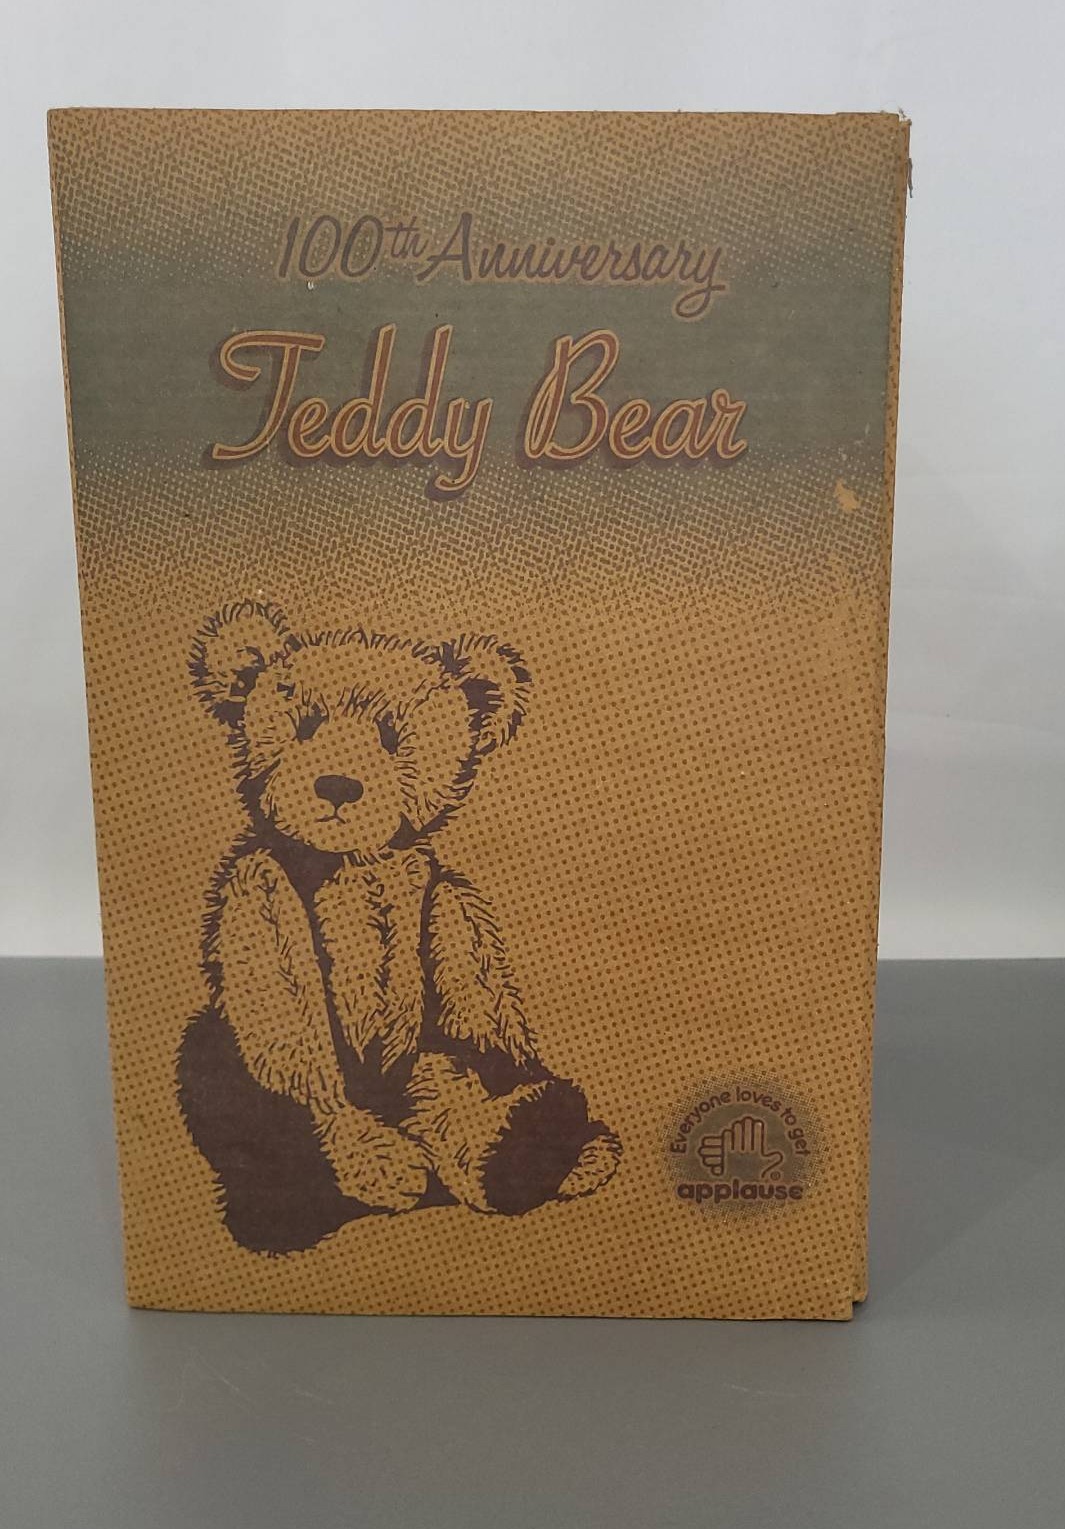 100th Anniversary
Teddy Bear
Everyone loves to get
applause